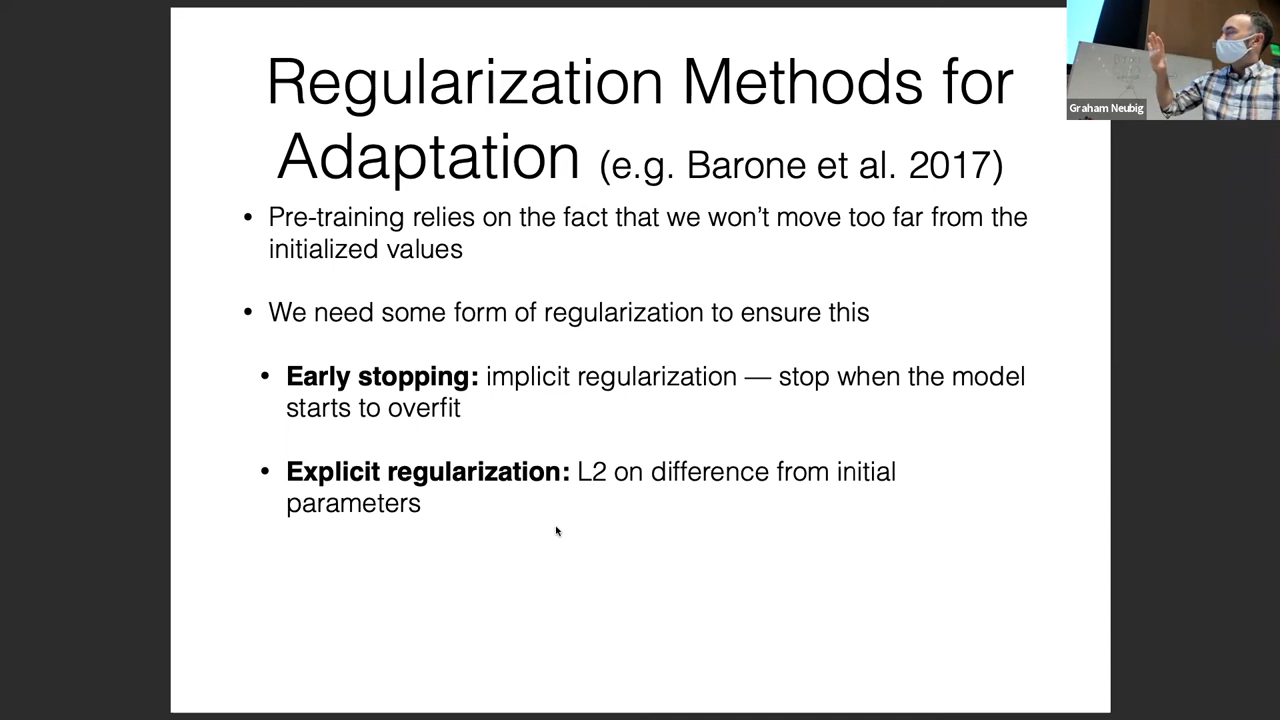 Regularization Methods for
Adaptation (e.g. Barone et al. 2017)
• Pre-training relies on the fact that we won’t move too far from the
initialized values
• We need some form of regularization to ensure this
• Early stopping: implicit regularization — stop when the model
starts to overfit
• Explicit regularization: L2 on difference from initial
parameters
Graham Neubig